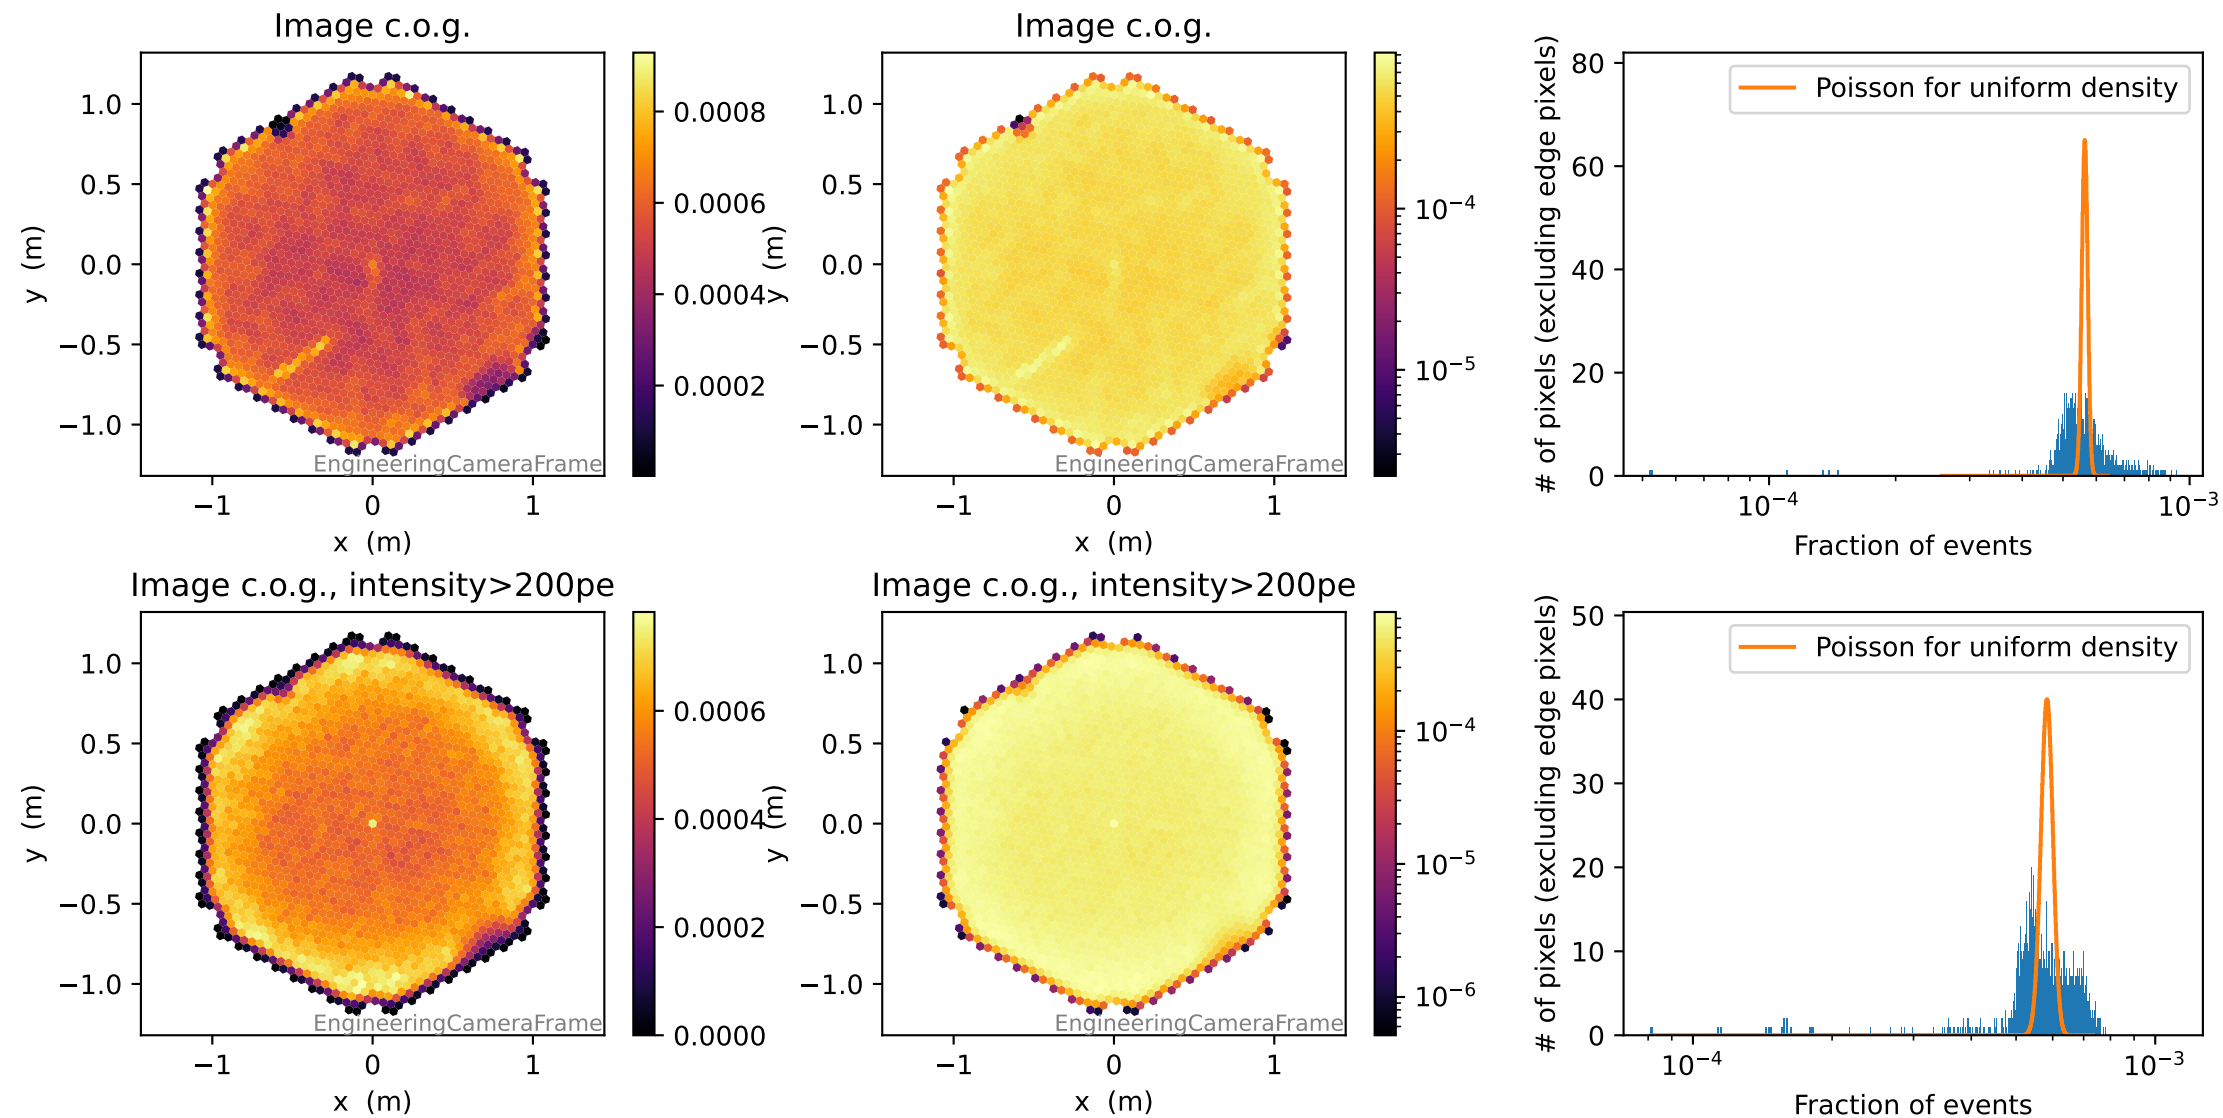 Image c.o.g.
1.0
0.5
0.0
−0.5
−1.0
y (m)
−1 0 1
x (m)
EngineeringCameraFrame
0.0008
0.0006
0.0004
0.0002
Image c.o.g.
1.0
0.5
0.0
−0.5
−1.0
y (m)
−1 0 1
x (m)
EngineeringCameraFrame
10⁻⁴
10⁻⁵
80
60
40
20
0
# of pixels (excluding edge pixels)
Poisson for uniform density
10⁻⁴ 10⁻³
Fraction of events
Image c.o.g., intensity>200pe
1.0
0.5
0.0
−0.5
−1.0
y (m)
−1 0 1
x (m)
EngineeringCameraFrame
0.0006
0.0004
0.0002
0.0000
Image c.o.g., intensity>200pe
1.0
0.5
0.0
−0.5
−1.0
y (m)
−1 0 1
x (m)
EngineeringCameraFrame
10⁻⁴
10⁻⁵
10⁻⁶
50
40
30
20
10
0
# of pixels (excluding edge pixels)
Poisson for uniform density
10⁻⁴ 10⁻³
Fraction of events